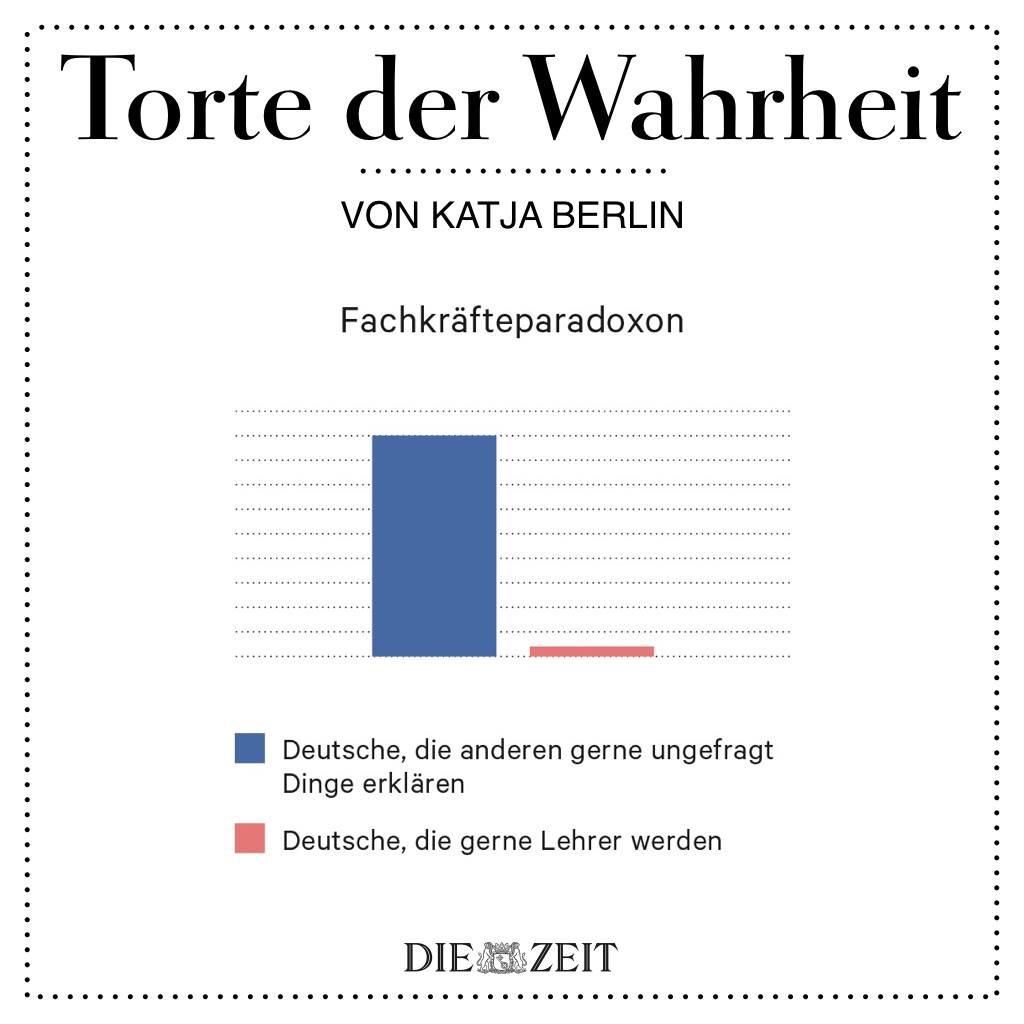 Torte der Wahrheit
VON KATJA BERLIN
Fachkräfteparadoxon
Deutsche, die anderen gerne ungefragt
Dinge erklären
Deutsche, die gerne Lehrer werden
DIE ZEIT